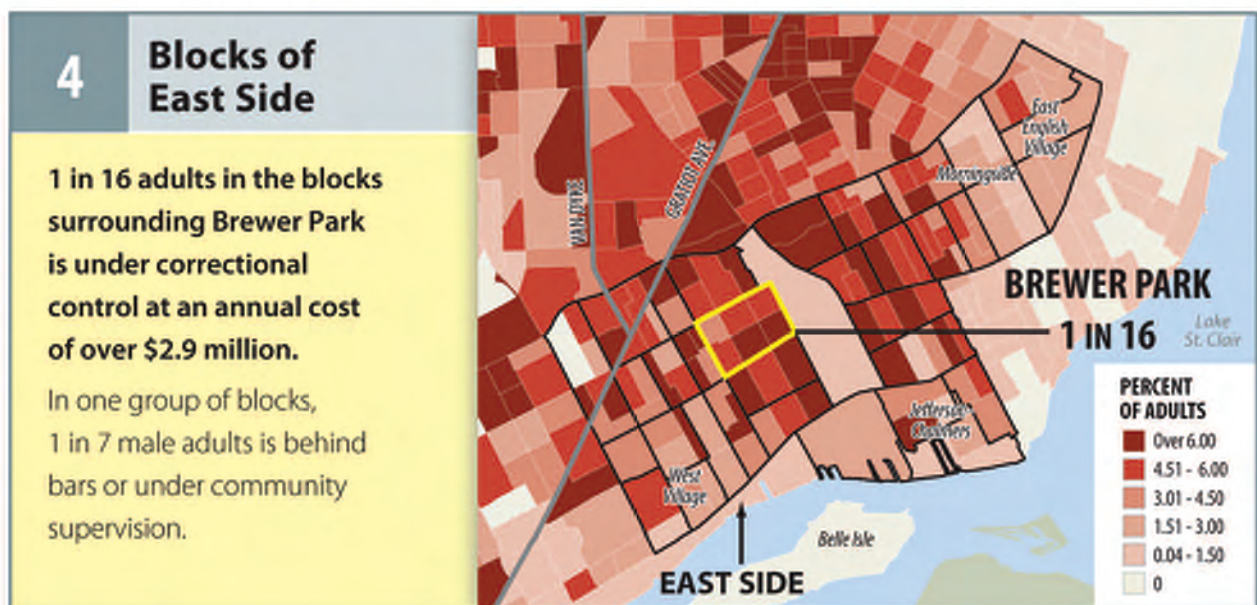 4
Blocks of
East Side
1 in 16 adults in the blocks
surrounding Brewer Park
is under correctional
control at an annual cost
of over $2.9 million.
In one group of blocks,
1 in 7 male adults is behind
bars or under community
supervision.
VAN DYKE
GRATIOT AVE
East
English
Village
Morningside
BREWER PARK
1 IN 16
Lake
St. Clair
Jefferson
Chalmers
West
Village
Belle Isle
EAST SIDE
PERCENT
OF ADULTS
Over 6.00
4.51 - 6.00
3.01 - 4.50
1.51 - 3.00
0.04 - 1.50
0